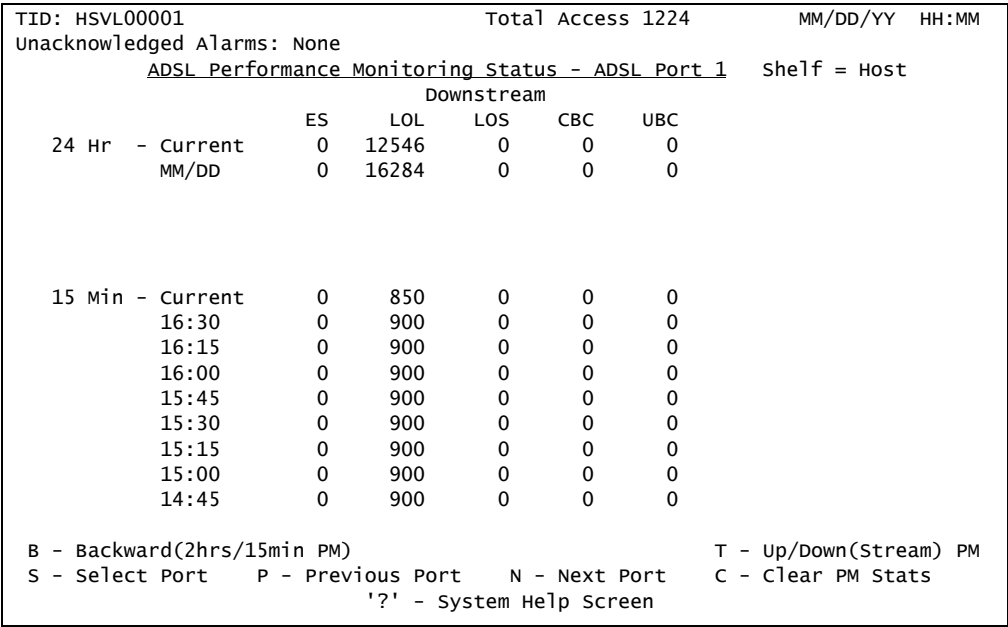 TID: HSVL00001 Total Access 1224 MM/DD/YY HH:MM
Unacknowledged Alarms: None
ADSL Performance Monitoring Status - ADSL Port 1 Shelf = Host
Downstream
ES LOL LOS CBC UBC
24 Hr - Current 0 12546 0 0 0
MM/DD 0 16284 0 0 0
15 Min - Current 0 850 0 0 0
16:30 0 900 0 0 0
16:15 0 900 0 0 0
16:00 0 900 0 0 0
15:45 0 900 0 0 0
15:30 0 900 0 0 0
15:15 0 900 0 0 0
15:00 0 900 0 0 0
14:45 0 900 0 0 0
B - Backward(2hrs/15min PM) T - Up/Down(Stream) PM
S - Select Port P - Previous Port N - Next Port C - Clear PM Stats
'?' - System Help Screen